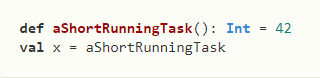 def aShortRunningTask(): Int = 42
val x = aShortRunningTask